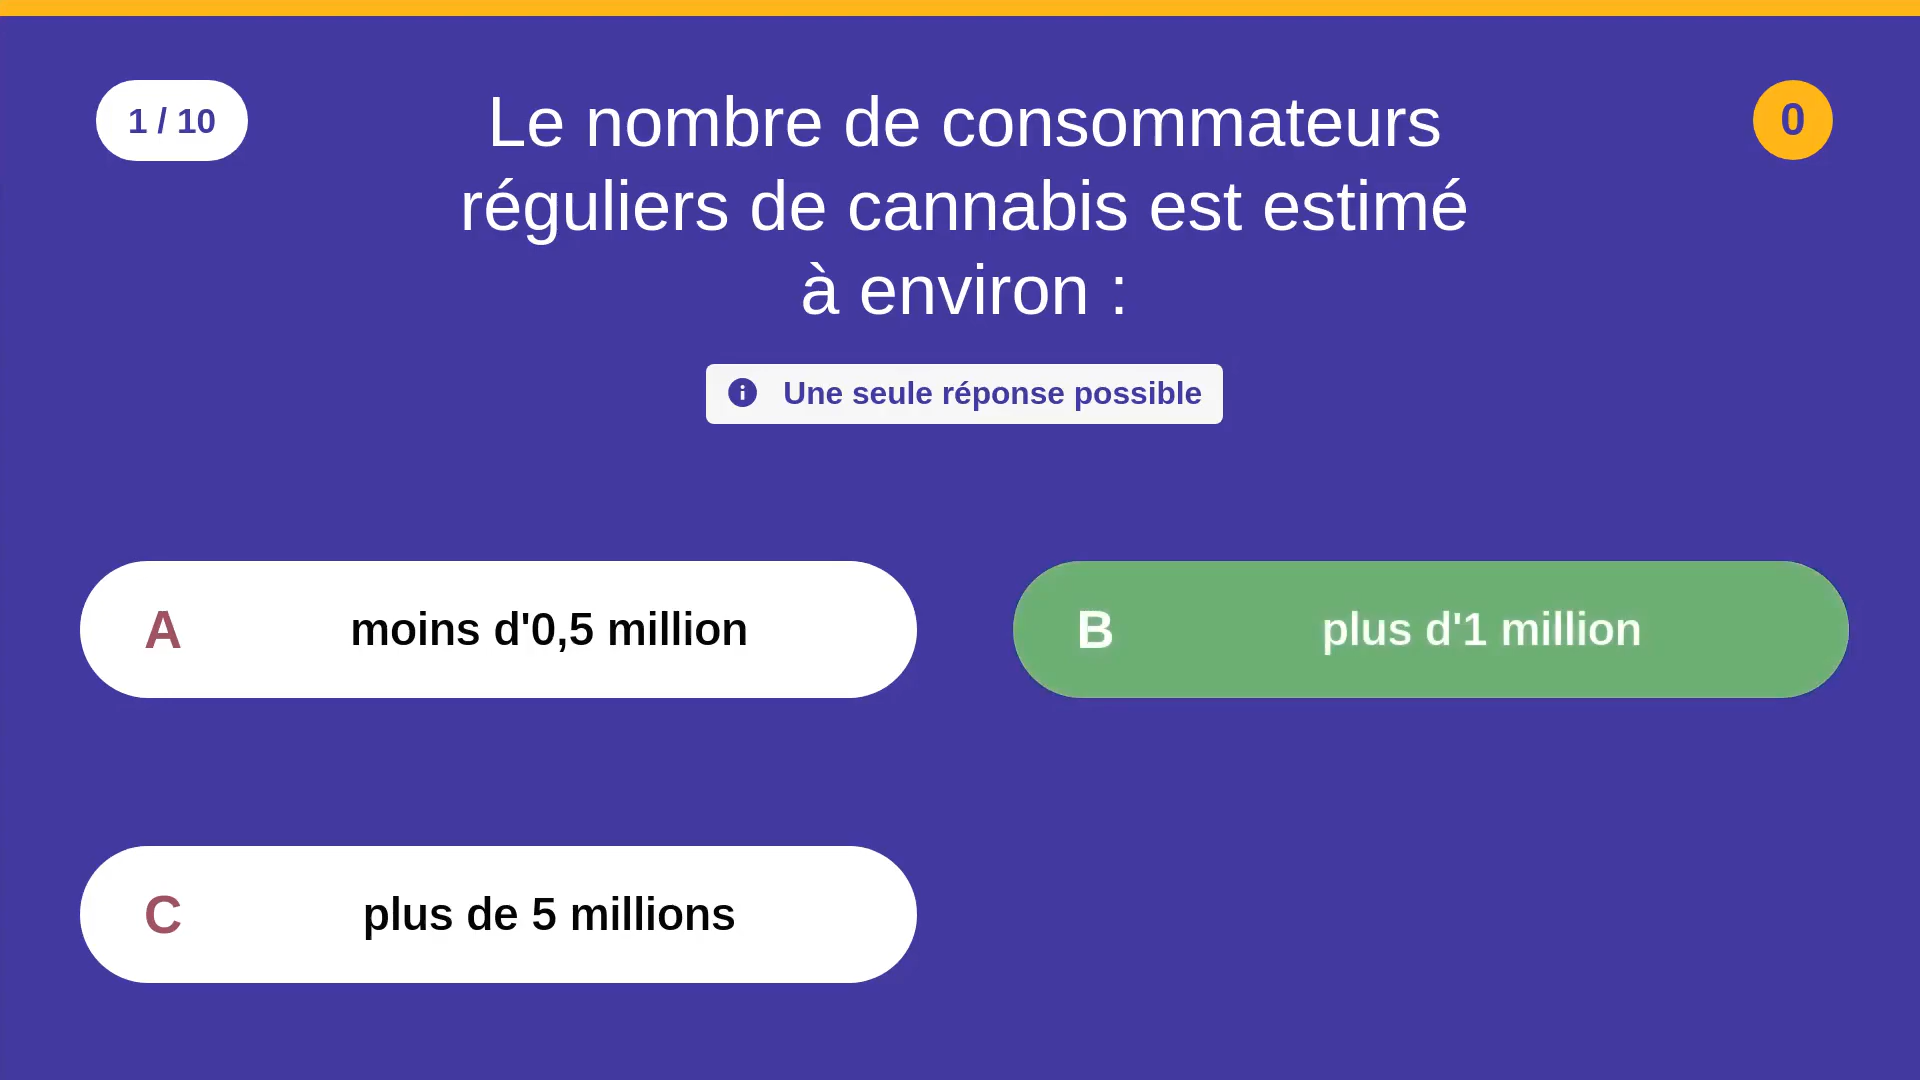 1 / 10
Le nombre de consommateurs
réguliers de cannabis est estimé
à environ :
0
Une seule réponse possible
A moins d'0,5 million
B plus d'1 million
C plus de 5 millions